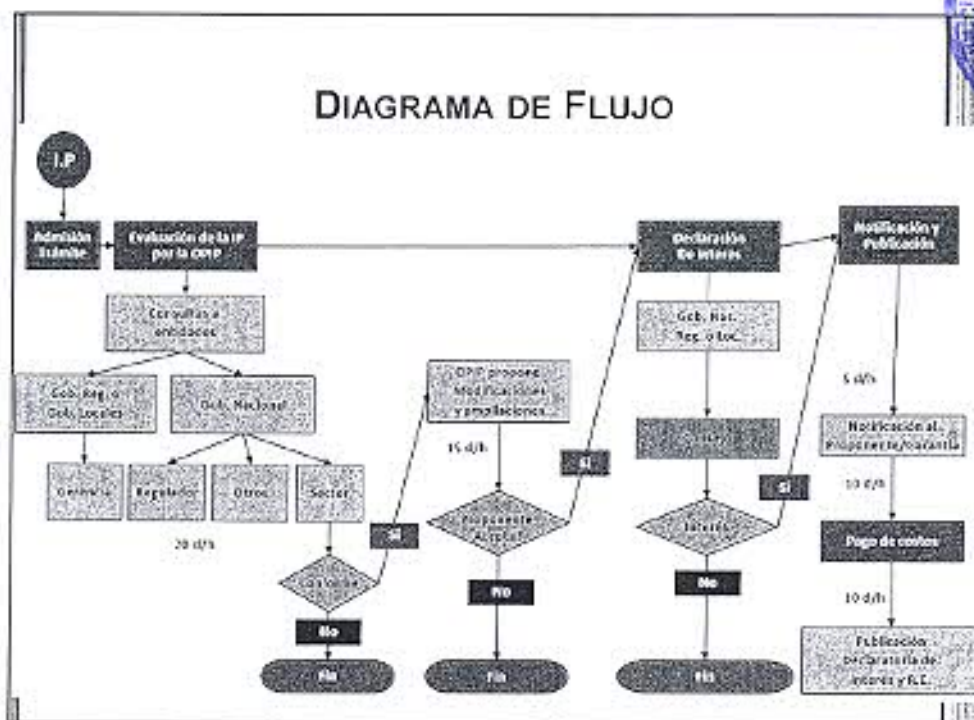 DIAGRAMA DE FLUJO
I.P
Admisión
Trámite
Evaluación de la IP
por la OPIP
Declaración
De Interés
Notificación y
Publicación
Consultas a
entidades
Gob. Nac.
Reg. o Loc.
OPIP propone
Modificaciones
y ampliaciones
Gob. Reg. o
Gob. Locales
Gob. Nacional
5 d/h
Notificación al
Proponente/Garantía
15 d/h
Si
Gerencia
Regulador
Otros
Sector
Si
10 d/h
Proponente
Acepta?
Interés
20 d/h
Si
Pago de costos
Conforme
No
No
10 d/h
No
Publicación
Declaratoria de
Interés y R.E.
Fin
Fin
Fin